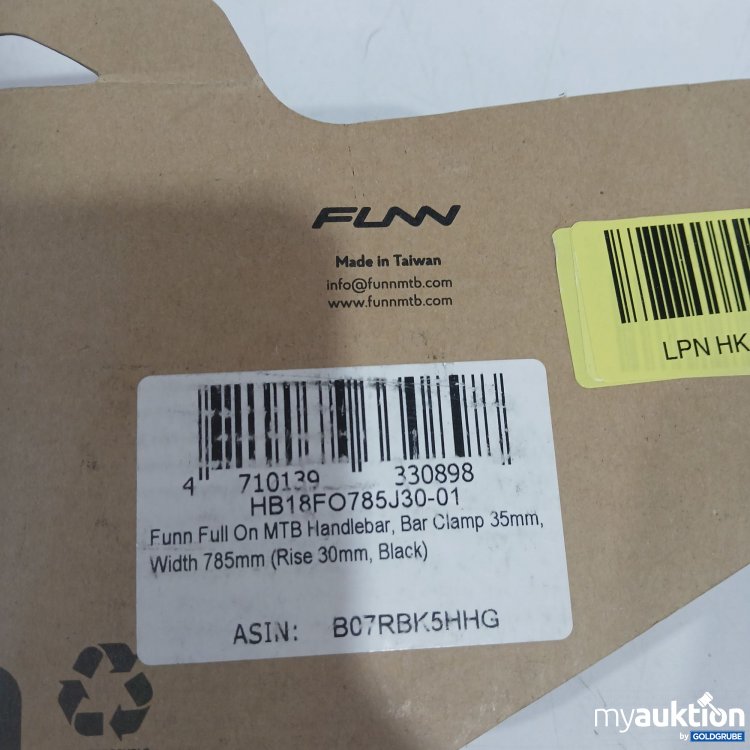 FUNN
Made in Taiwan
info@funnmtb.com
www.funnmtb.com
LPN HK
4 710139 330898
HB18FO785J30-01
Funn Full On MTB Handlebar, Bar Clamp 35mm,
Width 785mm (Rise 30mm, Black)
ASIN: B07RBK5HHG
myauktion
by GOLDGRUBE